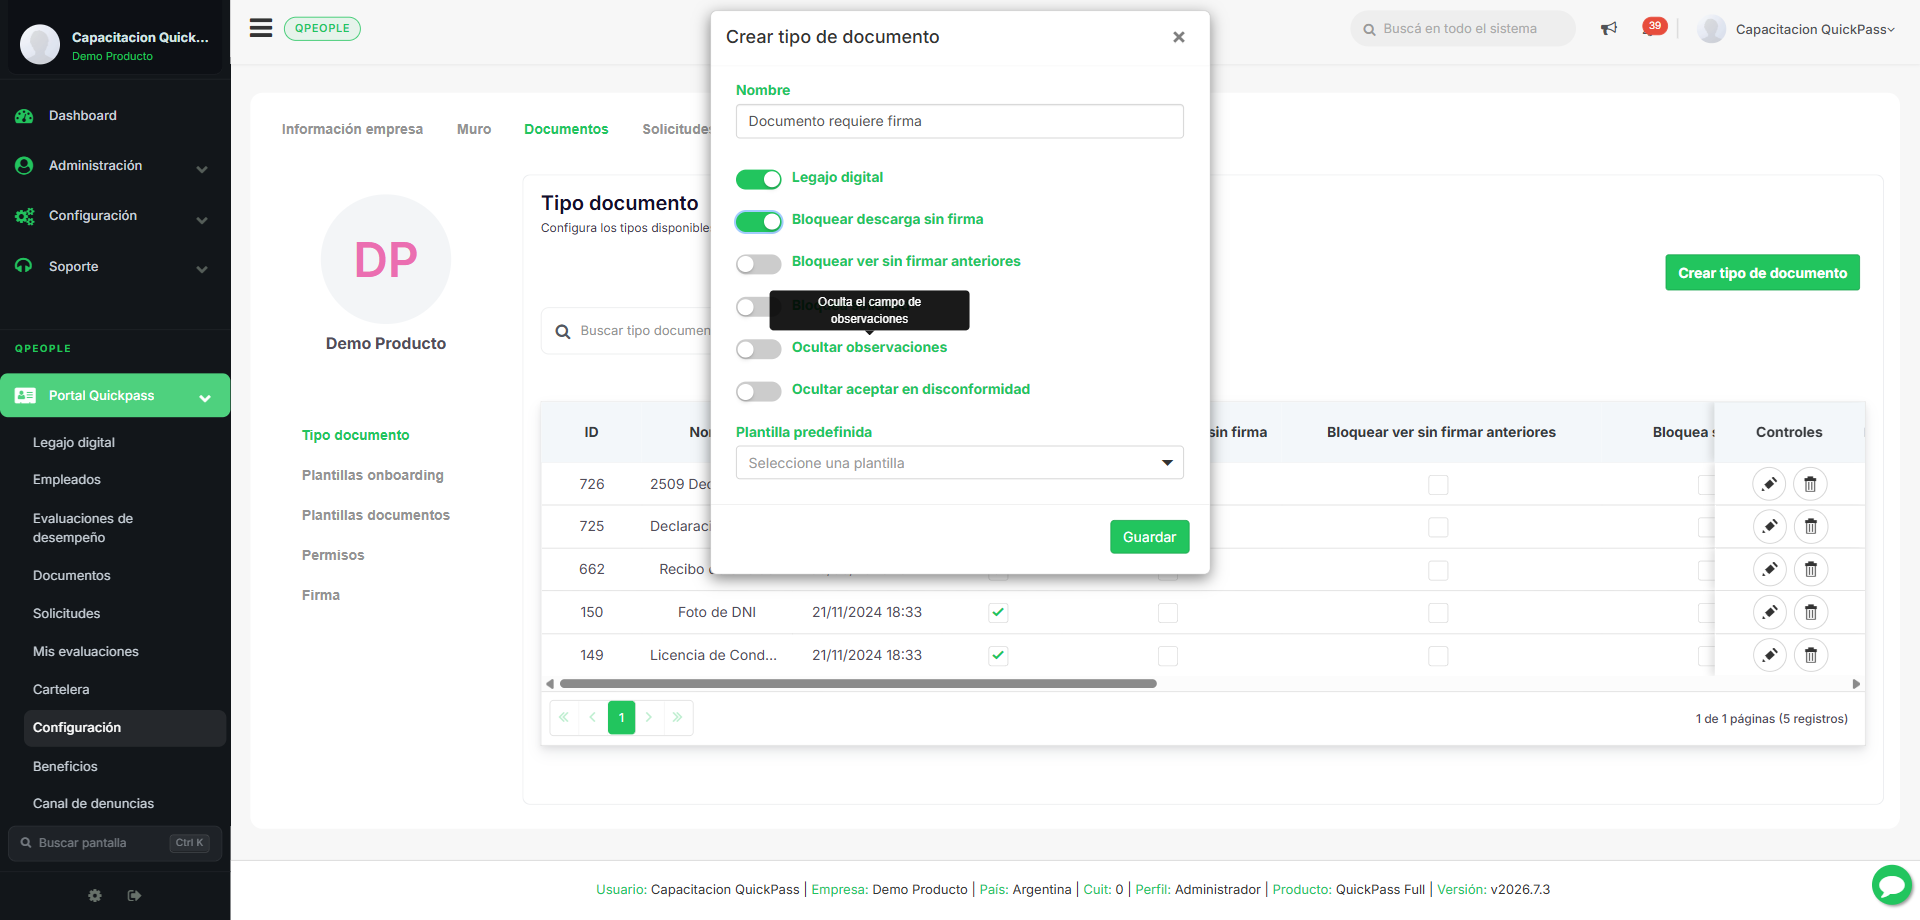 Capacitacion Quick...
Demo Producto
Dashboard
Administración
Configuración
Soporte
QPEOPLE
Portal Quickpass
Legajo digital
Empleados
Evaluaciones de
desempeño
Documentos
Solicitudes
Mis evaluaciones
Cartelera
Configuración
Beneficios
Canal de denuncias
Buscar pantalla
Ctrl K
QPEOPLE
Buscá en todo el sistema
39
Capacitacion QuickPass
Información empresa
Muro
Documentos
Solicitudes
DP
Demo Producto
Tipo documento
Plantillas onboarding
Plantillas documentos
Permisos
Firma
Tipo documento
Configura los tipos disponible
Crear tipo de documento
Buscar tipo documen
ID
No
sin firma
Bloquear ver sin firmar anteriores
Bloquea s
Controles
726
2509 Dec
725
Declaraci
662
Recibo
150
Foto de DNI
21/11/2024 18:33
149
Licencia de Cond...
21/11/2024 18:33
1
1 de 1 páginas (5 registros)
Crear tipo de documento
Nombre
Documento requiere firma
Legajo digital
Bloquear descarga sin firma
Bloquear ver sin firmar anteriores
Oculta el campo de
observaciones
Ocultar observaciones
Ocultar aceptar en disconformidad
Plantilla predefinida
Seleccione una plantilla
Guardar
Usuario: Capacitacion QuickPass | Empresa: Demo Producto | País: Argentina | Cuit: 0 | Perfil: Administrador | Producto: QuickPass Full | Versión: v2026.7.3